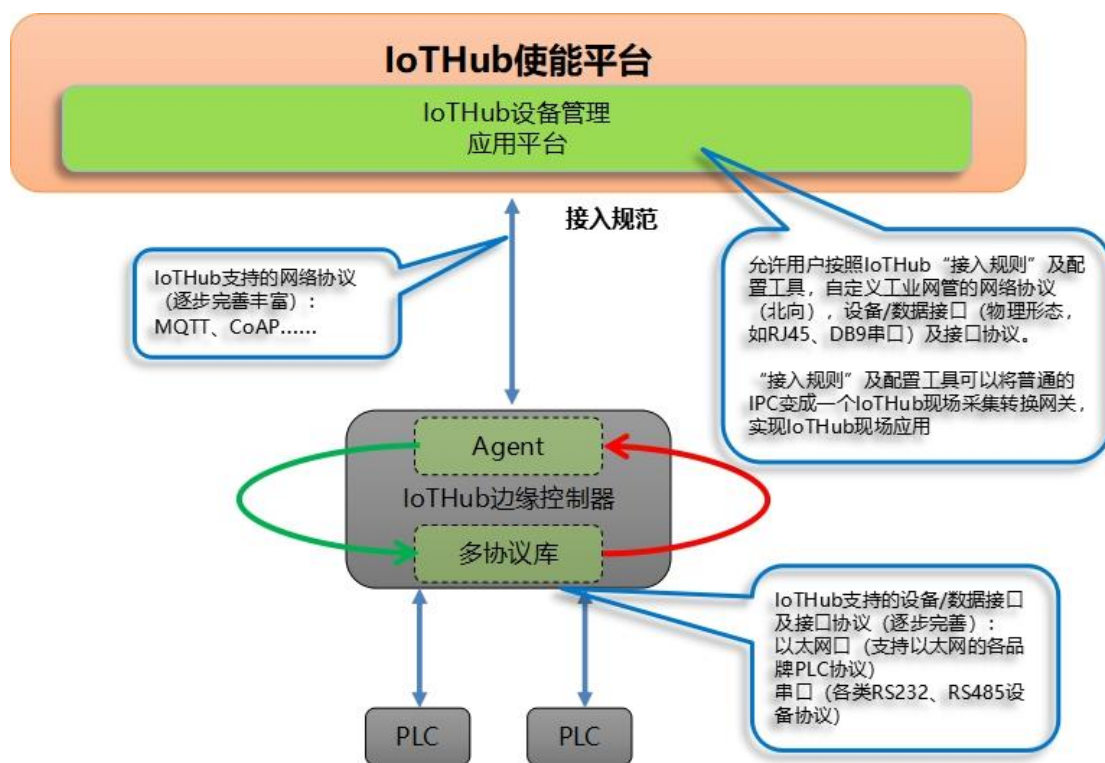 IoTHub使能平台
IoTHub设备管理
应用平台
接入规范
IoTHub支持的网络协议
（逐步完善丰富）:
MQTT、CoAP......
允许用户按照IoTHub“接入规则”及配
置工具，自定义工业网管的网络协议
（北向），设备/数据接口（物理形态，
如RJ45、DB9串口）及接口协议。
“接入规则”及配置工具可以将普通的
IPC变成一个IoTHub现场采集转换网关，
实现IoTHub现场应用
Agent
IoTHub边缘控制器
多协议库
IoTHub支持的设备/数据接口
及接口协议（逐步完善）:
以太网口（支持以太网的各品
牌PLC协议）
串口（各类RS232、RS485设
备协议）
PLC
PLC